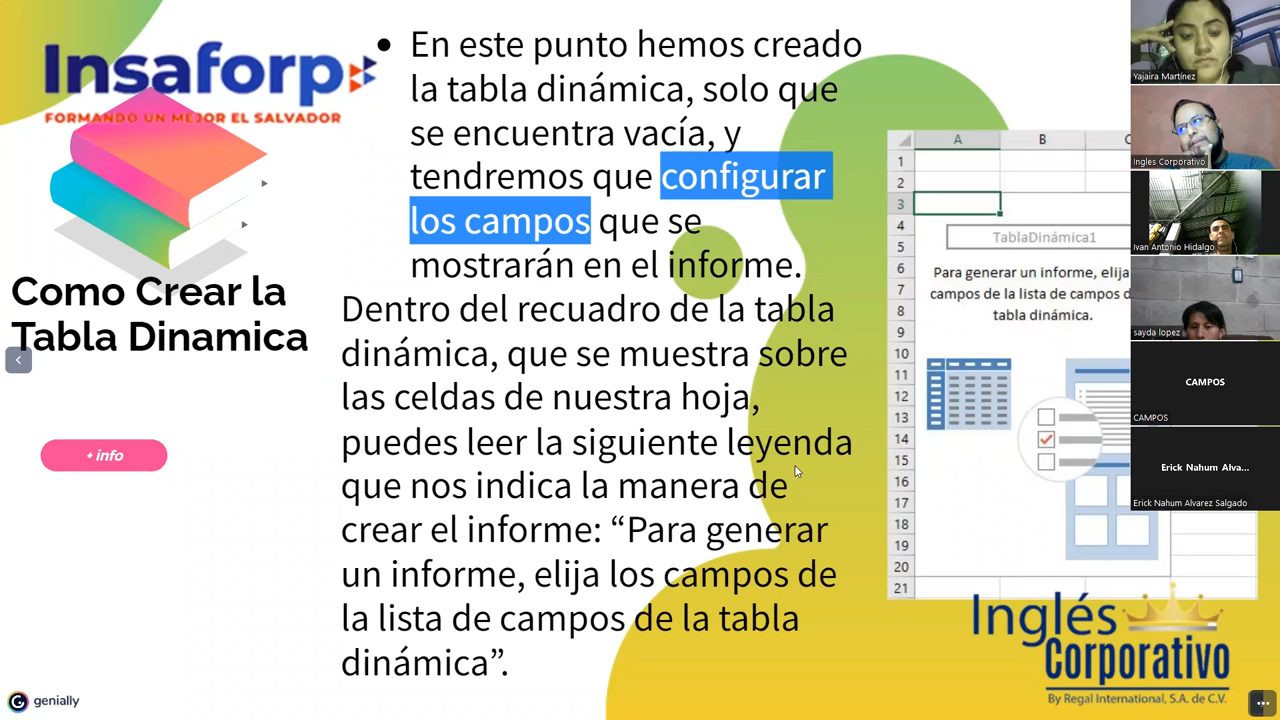 Insaforp
FORMANDO UN MEJOR EL SALVADOR
Como Crear la
Tabla Dinamica
+ info
genially
• En este punto hemos creado
la tabla dinámica, solo que
se encuentra vacía, y
tendremos que configurar
los campos que se
mostrarán en el informe.
Dentro del recuadro de la tabla
dinámica, que se muestra sobre
las celdas de nuestra hoja,
puedes leer la siguiente leyenda
que nos indica la manera de
crear el informe: “Para generar
un informe, elija los campos de
la lista de campos de la tabla
dinámica”.
A B C
1
2
3
4
5
6
7
8
9
10
11
12
13
14
15
16
17
18
19
20
21
TablaDinámica1
Para generar un informe, elija
campos de la lista de campos d
tabla dinámica.
Inglés
Corporativo
By Regal International, S.A. de C.V.
Yajaira Martínez
Ingles Corporativo
Ivan Antonio Hidalgo
sayda lopez
CAMPOS
CAMPOS
Erick Nahum Alva...
Erick Nahum Alvarez Salgado